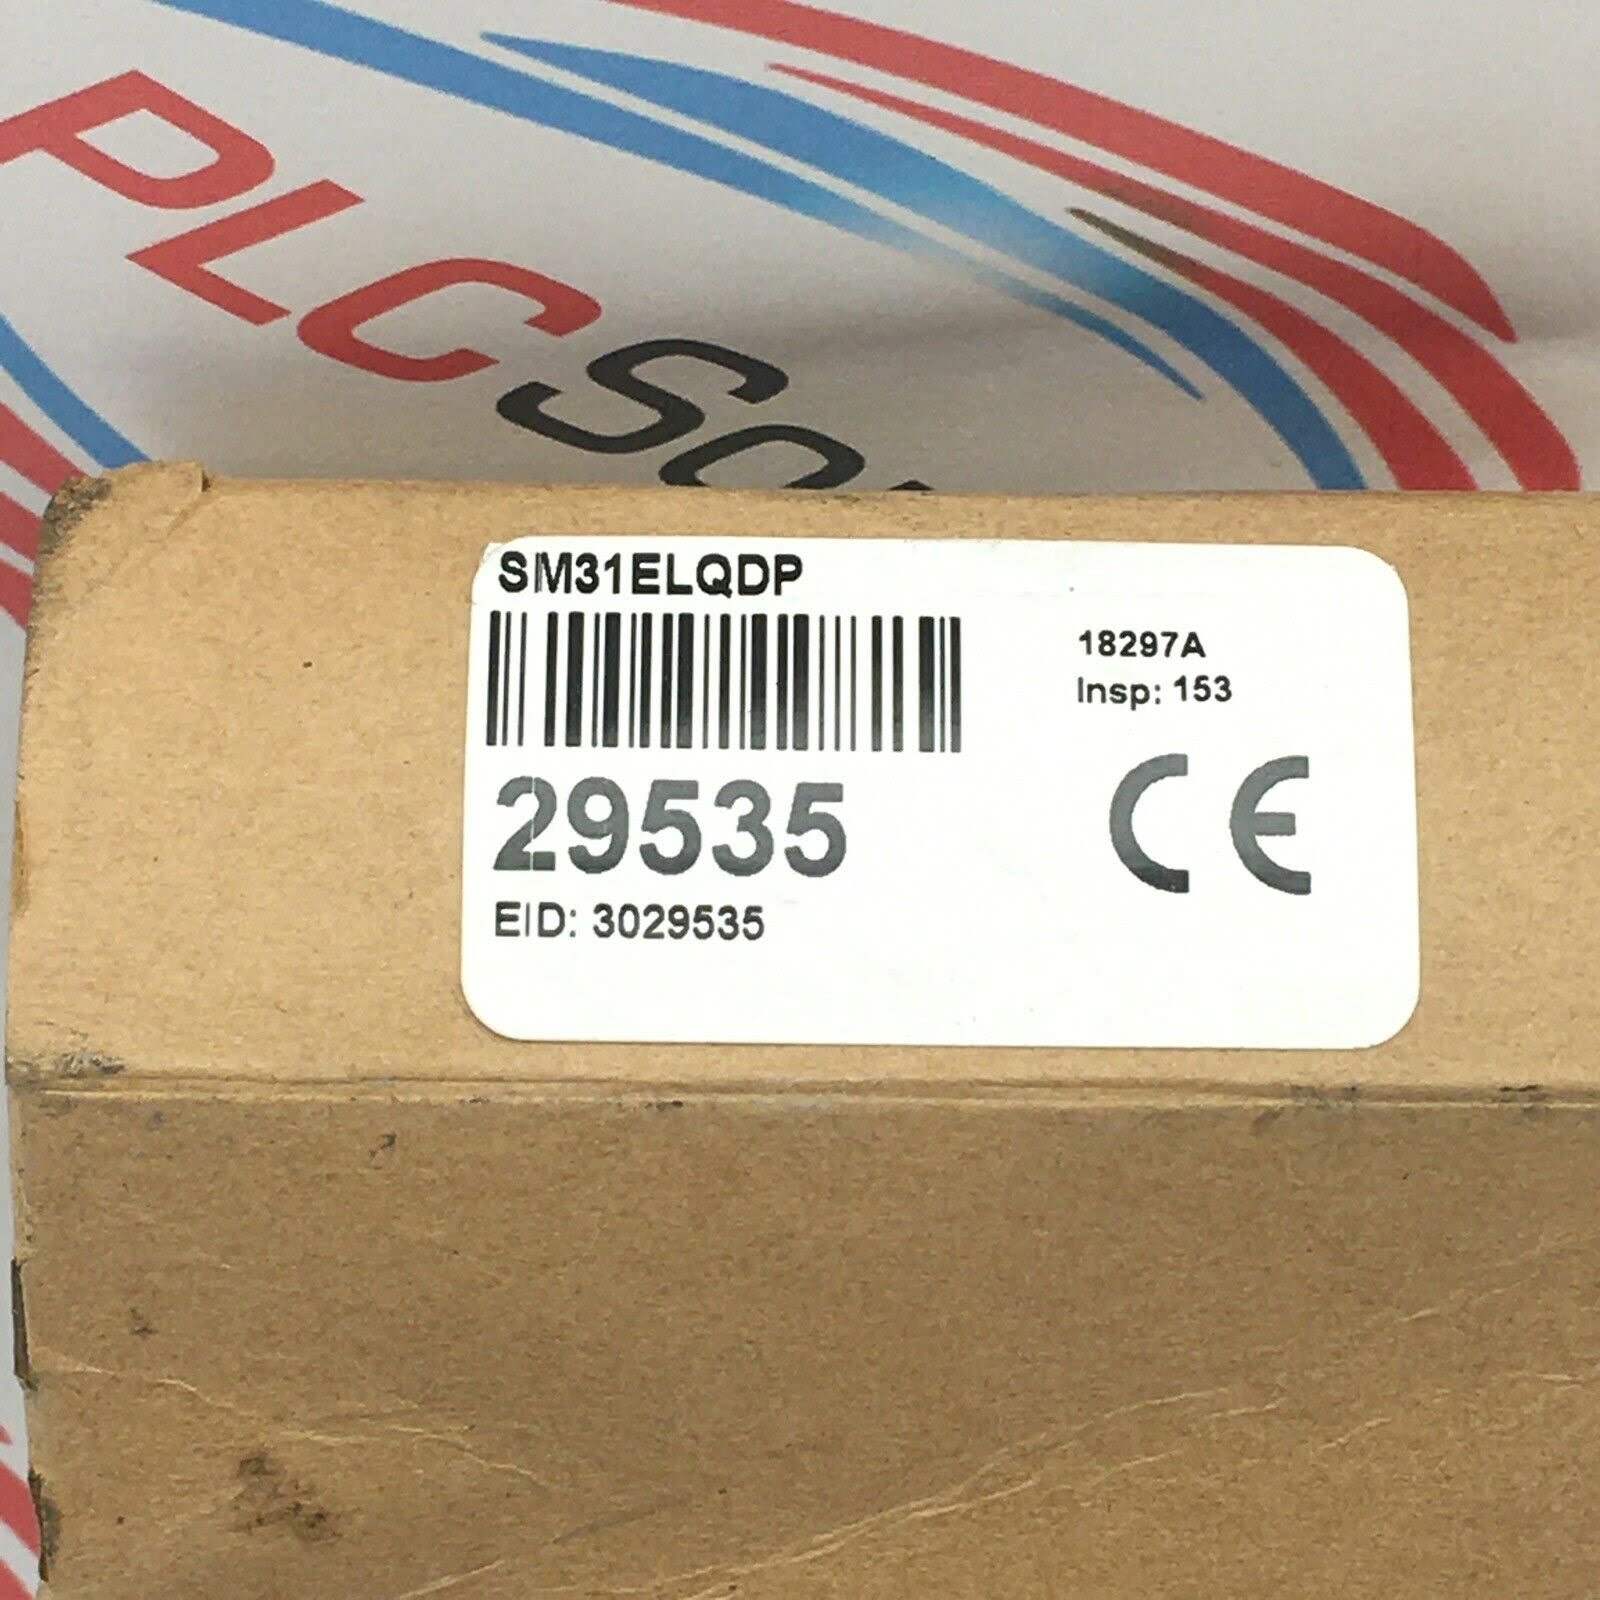 PLC
SM31ELQDP
18297A
Insp: 153
29535
EID: 3029535
CE